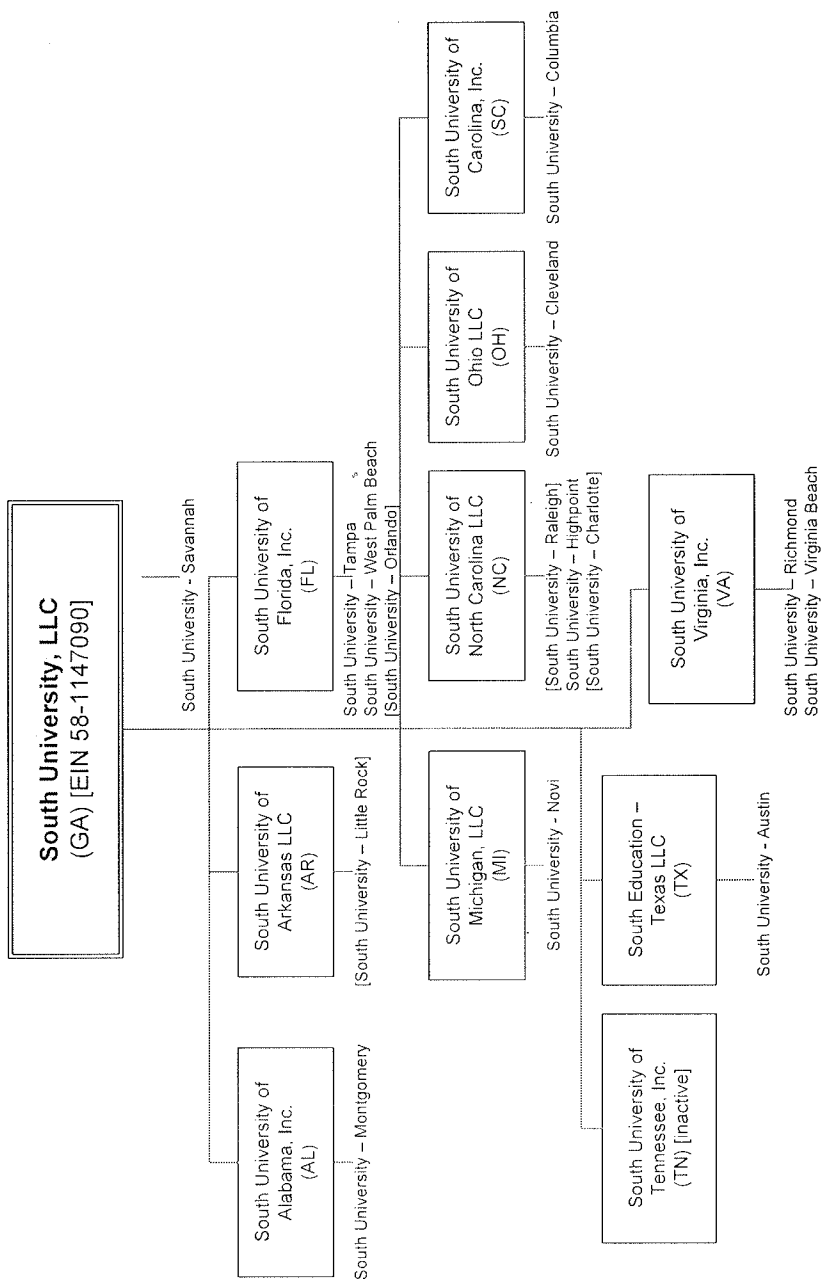 South University, LLC
(GA) [EIN 58-1147090]
South University - Savannah
South University of
Alabama, Inc.
(AL)
South University – Montgomery
South University of
Arkansas LLC
(AR)
[South University – Little Rock]
South University of
Florida, Inc.
(FL)
South University – Tampa
South University – West Palm Beach
[South University – Orlando]
South University of
Michigan, LLC
(MI)
South University - Novi
South University of
North Carolina LLC
(NC)
[South University – Raleigh]
South University – Highpoint
[South University – Charlotte]
South University of
Ohio LLC
(OH)
South University – Cleveland
South University of
Carolina, Inc.
(SC)
South University – Columbia
South University of
Tennessee, Inc.
(TN) [inactive]
South Education –
Texas LLC
(TX)
South University - Austin
South University of
Virginia, Inc.
(VA)
South University – Richmond
South University – Virginia Beach